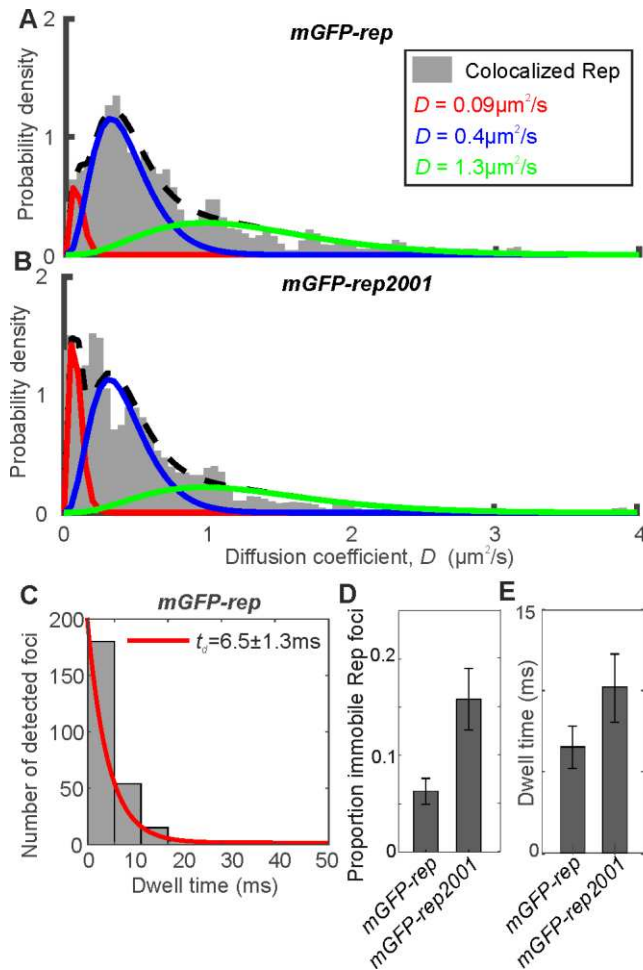 A
mGFP-rep
2
1
0
Probability density
Colocalized Rep
D = 0.09µm²/s
D = 0.4µm²/s
D = 1.3µm²/s
B
mGFP-rep2001
2
1
0
Probability density
0 1 2 3 4
Diffusion coefficient, D (µm²/s)
C
mGFP-rep
t_d=6.5±1.3ms
200
150
100
50
0
Number of detected foci
0 10 20 30 40 50
Dwell time (ms)
D
Proportion immobile Rep foci
0.2
0.1
0
mGFP-rep
mGFP-rep2001
E
Dwell time (ms)
15
0
mGFP-rep
mGFP-rep2001